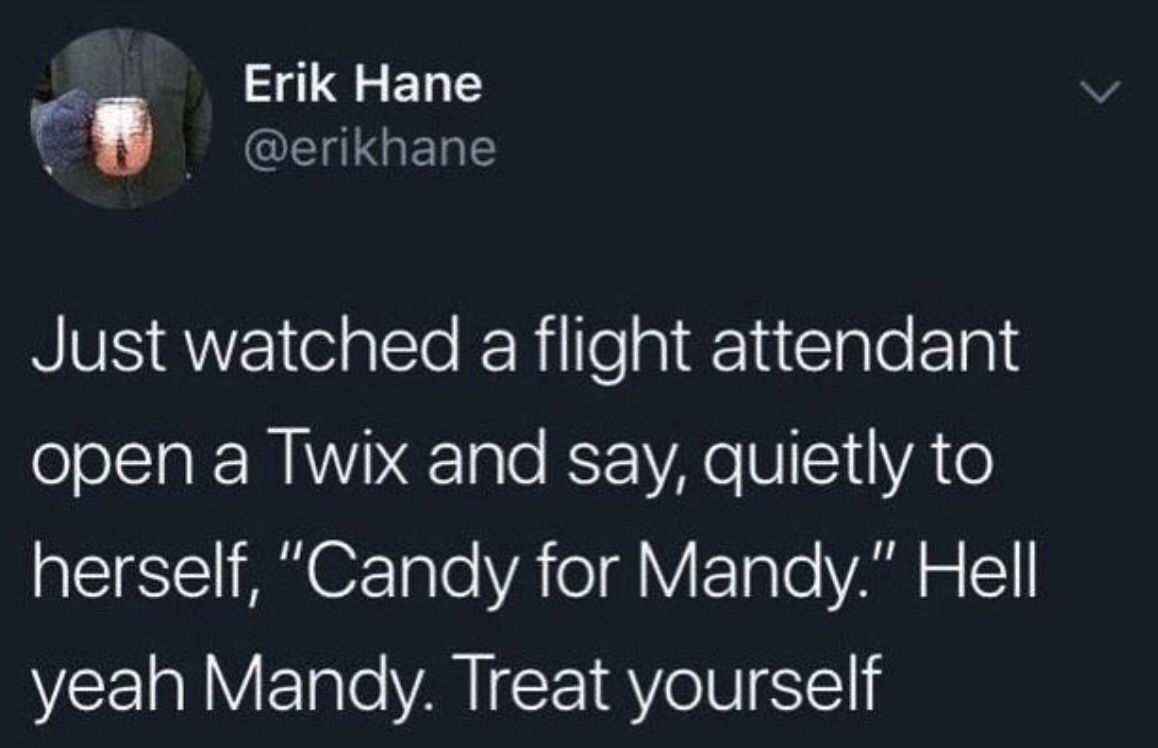 Erik Hane
@erikhane
Just watched a flight attendant
open a Twix and say, quietly to
herself, "Candy for Mandy." Hell
yeah Mandy. Treat yourself